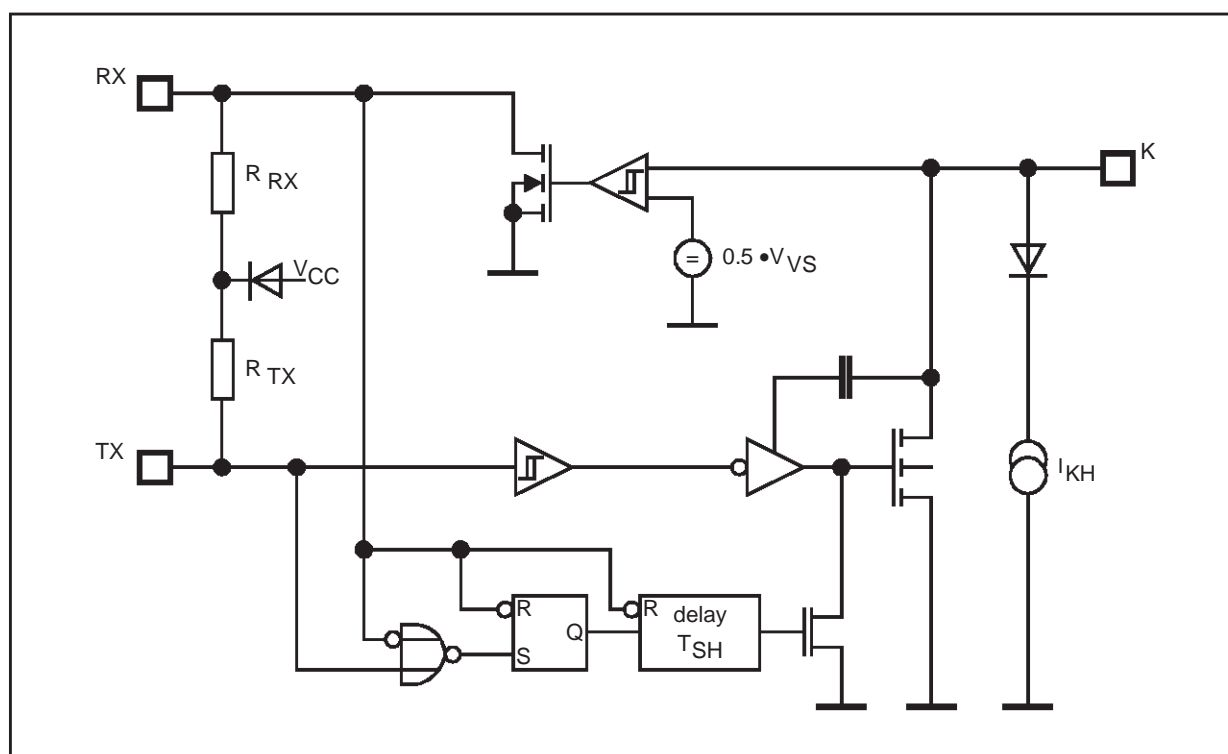 RX
K
R RX
0.5 •V VS
=
V CC
R TX
TX
I KH
R
Q
S
R
delay
T SH